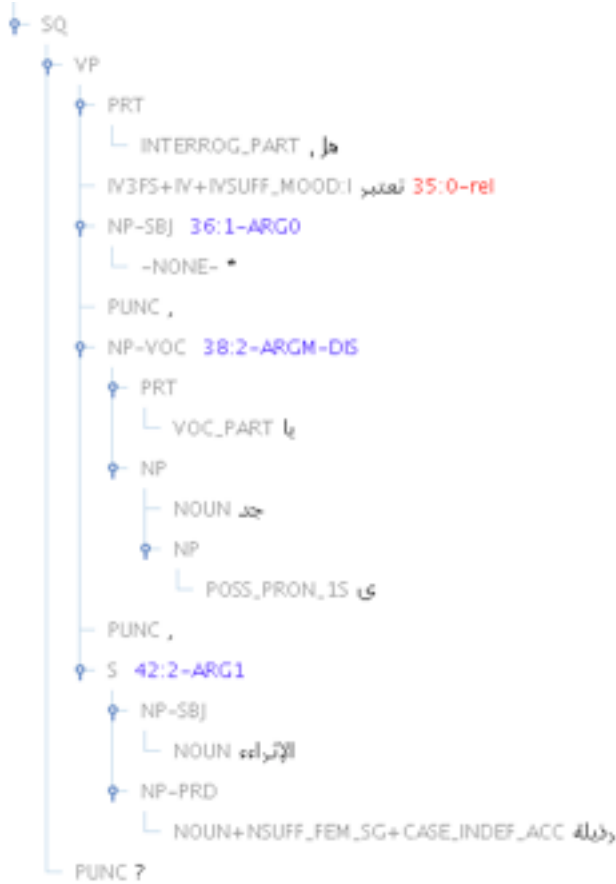 SQ
VP
PRT
INTERROG_PART , هل
IV3FS+IV+IVSUFF_MOOD:I تعتبر 35:0-rel
NP-SBJ 36:1-ARG0
-NONE- *
PUNC ,
NP-VOC 38:2-ARGM-DIS
PRT
VOC_PART يا
NP
NOUN جد
NP
POSS_PRON_1S ي
PUNC ,
S 42:2-ARG1
NP-SBJ
NOUN الإثراءء
NP-PRD
NOUN+NSUFF_FEM_SG+CASE_INDEF_ACC رذيلة
PUNC ?